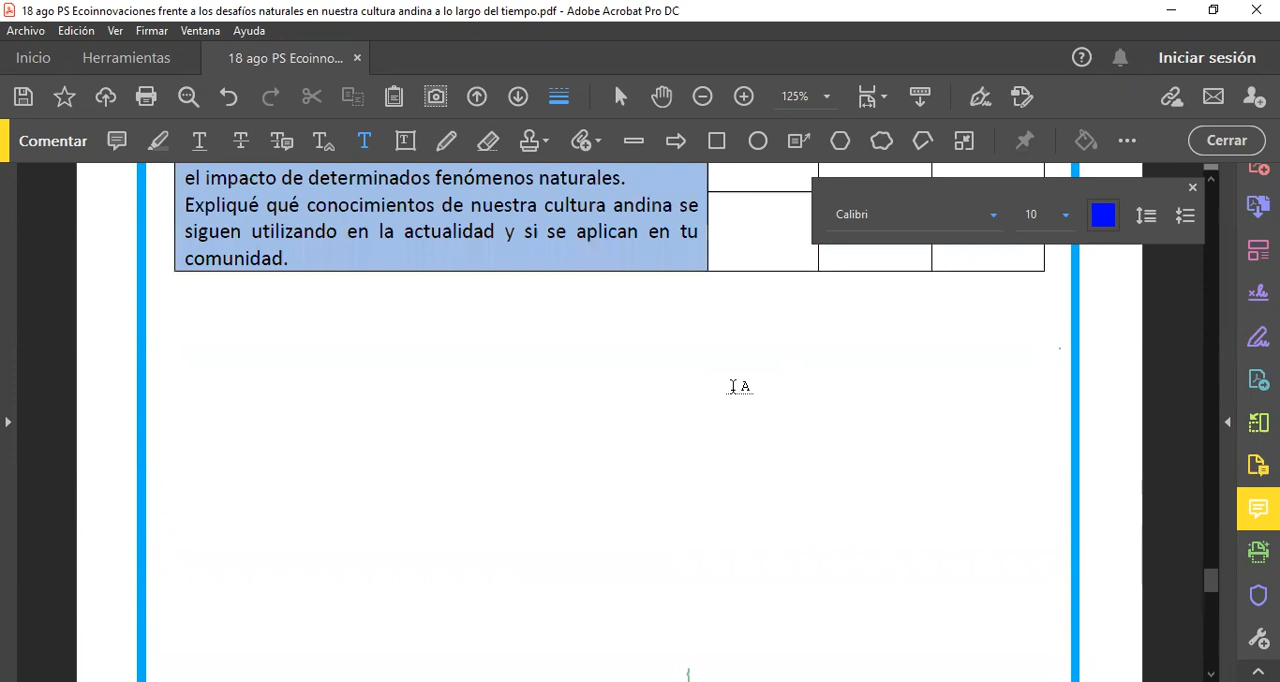 18 ago PS Ecoinnovaciones frente a los desafíos naturales en nuestra cultura andina a lo largo del tiempo.pdf - Adobe Acrobat Pro DC
Archivo Edición Ver Firmar Ventana Ayuda
Inicio Herramientas 18 ago PS Ecoinno... × Iniciar sesión
125%
Comentar Cerrar
el impacto de determinados fenómenos naturales.
Expliqué qué conocimientos de nuestra cultura andina se
siguen utilizando en la actualidad y si se aplican en tu
comunidad.
Calibri 10